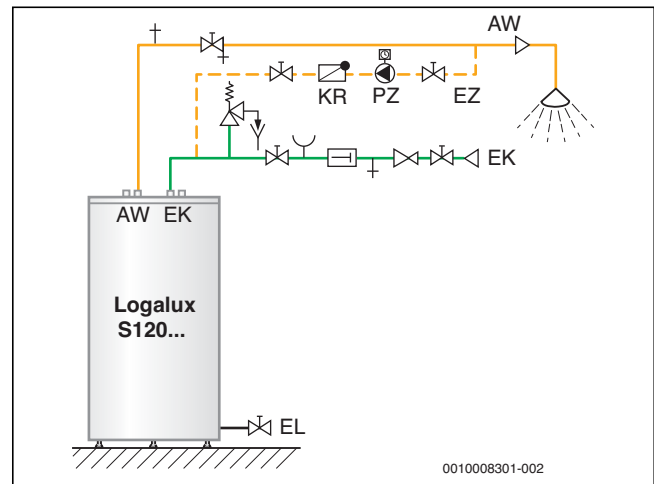 AW
KR
PZ
EZ
EK
AW
EK
Logalux
S120...
EL
0010008301-002